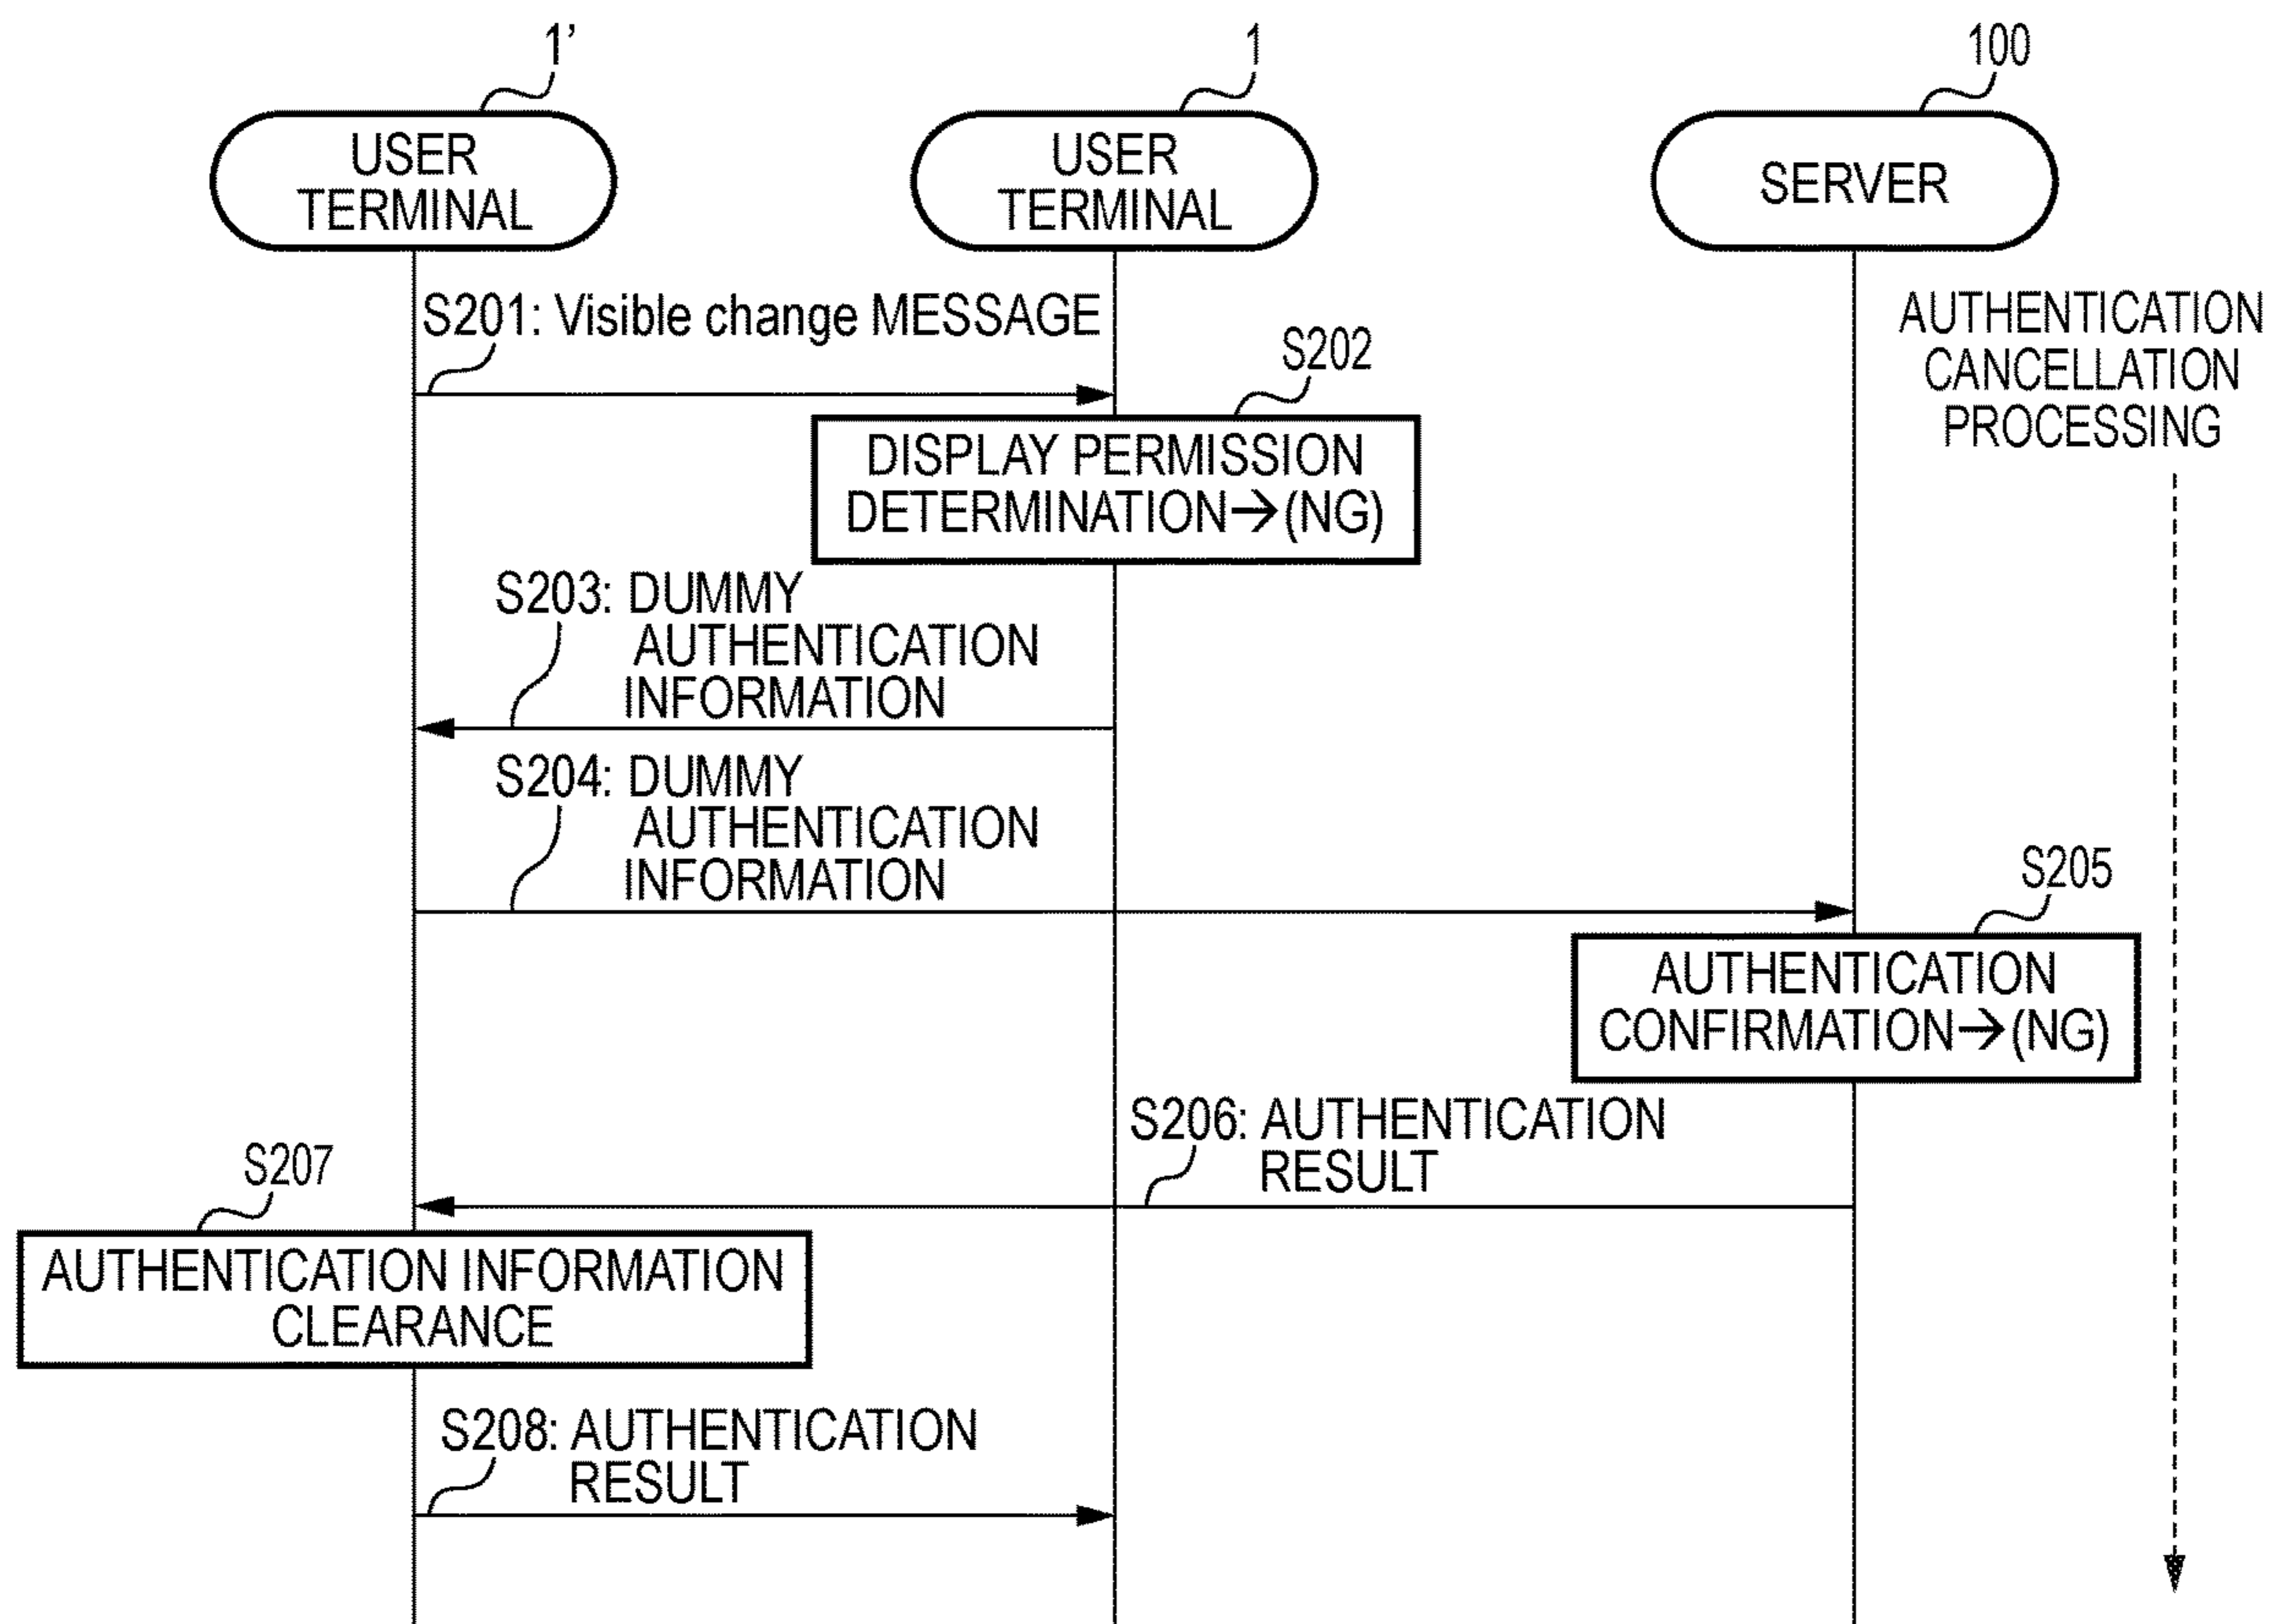 1'
1
100
USER
TERMINAL
USER
TERMINAL
SERVER
S201: Visible change MESSAGE
AUTHENTICATION
CANCELLATION
PROCESSING
S202
DISPLAY PERMISSION
DETERMINATION→(NG)
S203: DUMMY
AUTHENTICATION
INFORMATION
S204: DUMMY
AUTHENTICATION
INFORMATION
S205
AUTHENTICATION
CONFIRMATION→(NG)
S206: AUTHENTICATION
RESULT
S207
AUTHENTICATION INFORMATION
CLEARANCE
S208: AUTHENTICATION
RESULT